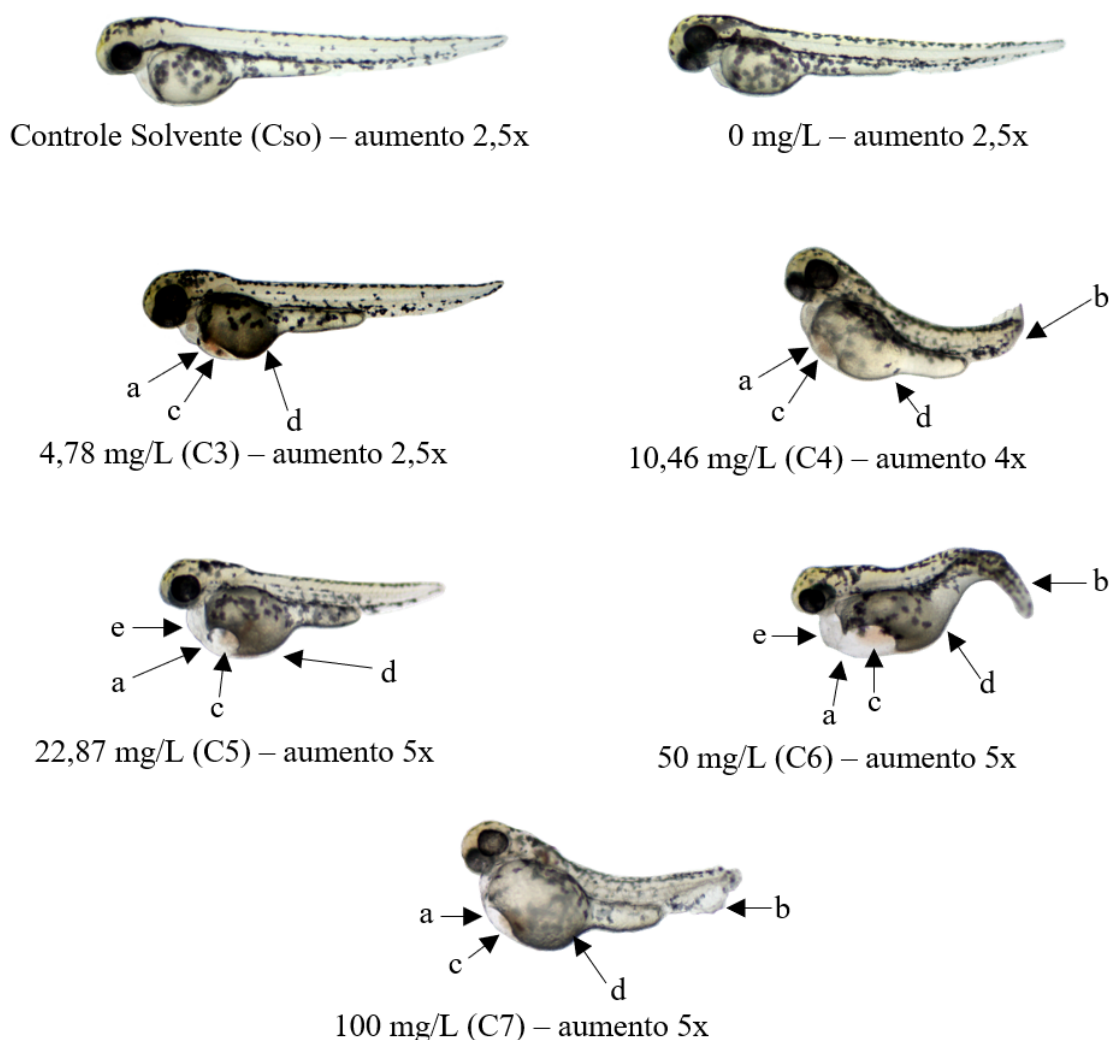 Controle Solvente (Cso) – aumento 2,5x
0 mg/L – aumento 2,5x
a
c
d
4,78 mg/L (C3) – aumento 2,5x
b
a
c
d
10,46 mg/L (C4) – aumento 4x
e
a
c
d
22,87 mg/L (C5) – aumento 5x
b
e
a
c
d
50 mg/L (C6) – aumento 5x
a
c
d
b
100 mg/L (C7) – aumento 5x